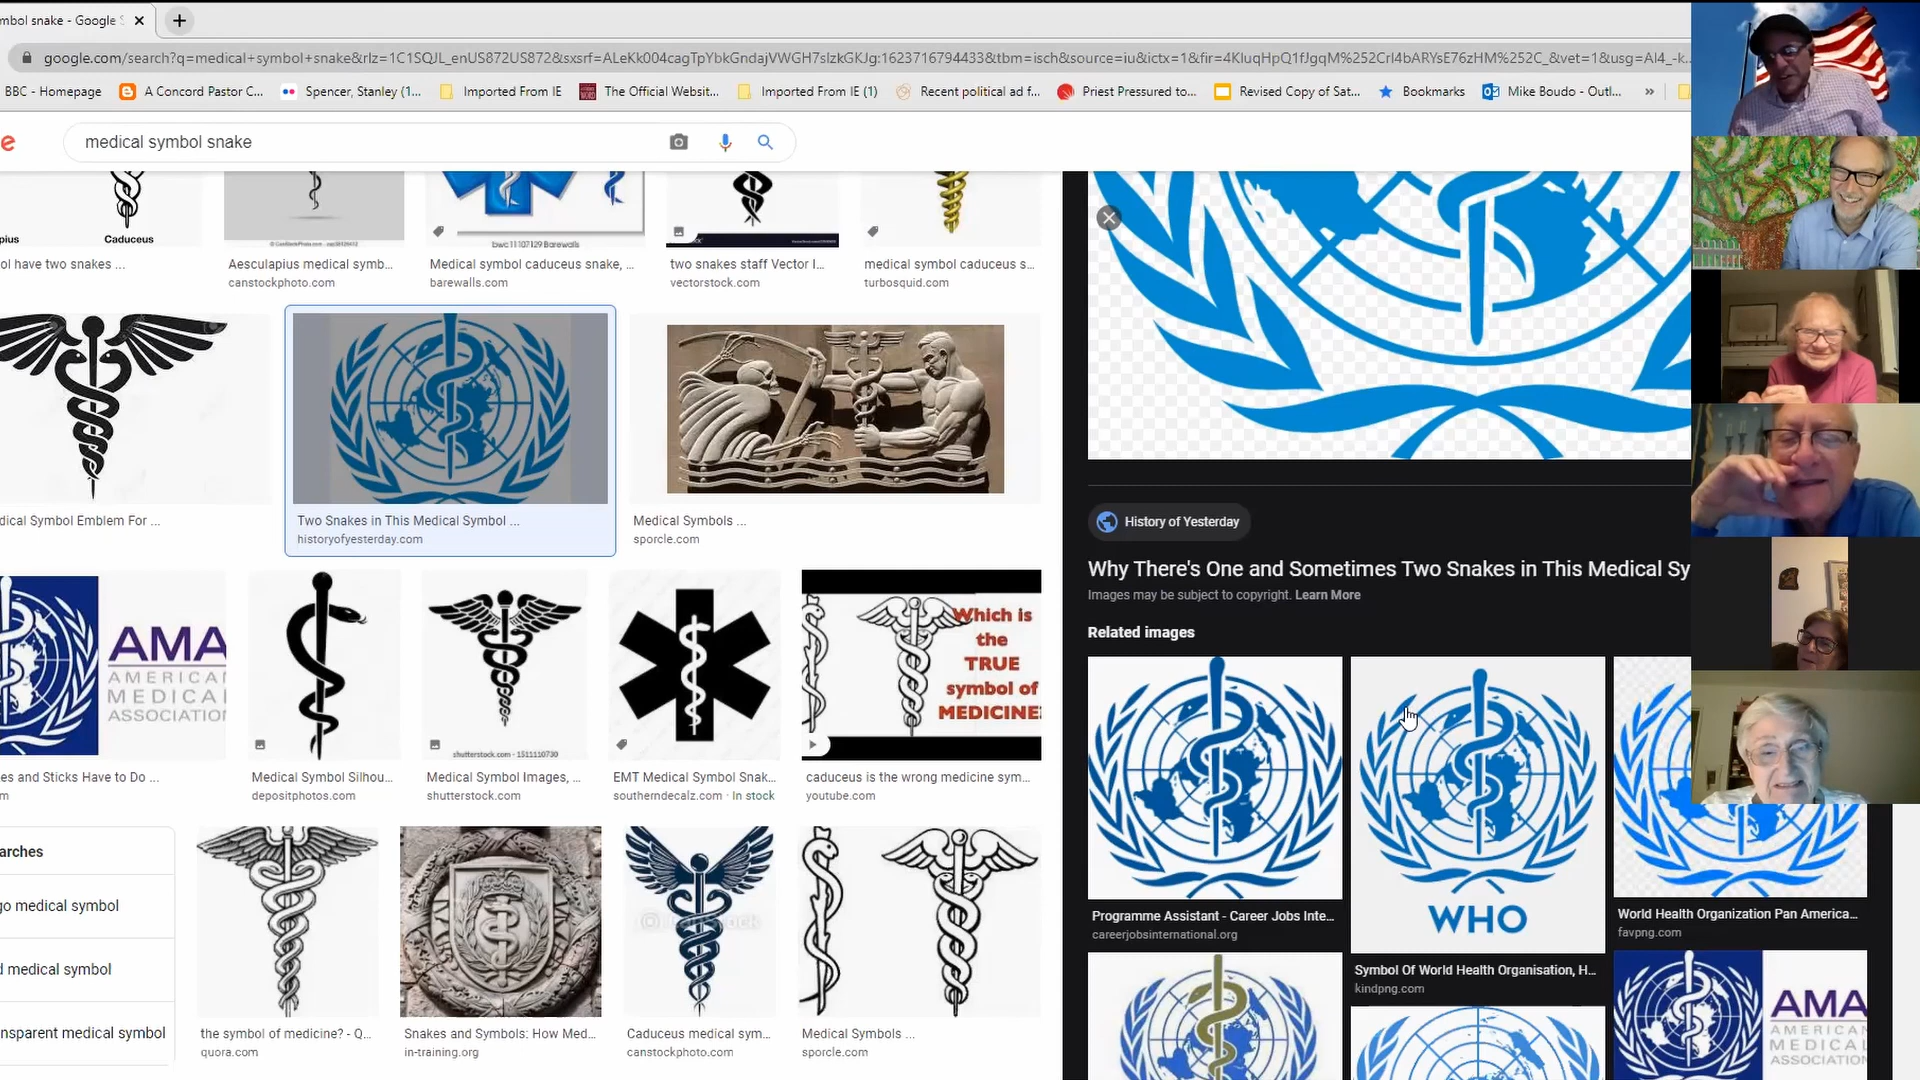 mbol snake - Google S
google.com/search?q=medical+symbol+snake&rlz=1C1SQJL_enUS872US872&sxsrf=ALeKk004cagTpYbkGndajVWGH7slzkGKJg:1623716794433&tbm=isch&source=iu&ictx=1&fir=4KluqHpQ1fJgqM%252CrI4bARYsE76zHM%252C_&vet=1&usg=AI4_-k...
BBC - Homepage
A Concord Pastor C...
Spencer, Stanley (1...
Imported From IE
The Official Websit...
Imported From IE (1)
Recent political ad f...
Priest Pressured to...
Revised Copy of Sat...
Bookmarks
Mike Boudo - Outl...
e
medical symbol snake
pius
Caduceus
bwc11107129 Barewalls
ol have two snakes ...
Aesculapius medical symb...
canstockphoto.com
Medical symbol caduceus snake, ...
barewalls.com
two snakes staff Vector I...
vectorstock.com
medical symbol caduceus s...
turbosquid.com
dical Symbol Emblem For ...
Two Snakes in This Medical Symbol ...
historyofyesterday.com
Medical Symbols ...
sporcle.com
AMA
AMERICAN
MEDICAL
ASSOCIATION
es and Sticks Have to Do ...
m
Medical Symbol Silhou...
depositphotos.com
shutterstock.com - 1511110730
Medical Symbol Images, ...
shutterstock.com
EMT Medical Symbol Snak...
southerndecalz.com · In stock
Which is
the
TRUE
symbol of
MEDICINE
caduceus is the wrong medicine sym...
youtube.com
arches
go medical symbol
d medical symbol
nsparent medical symbol
the symbol of medicine? - Q...
quora.com
Snakes and Symbols: How Med...
in-training.org
Caduceus medical sym...
canstockphoto.com
Medical Symbols ...
sporcle.com
History of Yesterday
Why There's One and Sometimes Two Snakes in This Medical Sy
Images may be subject to copyright. Learn More
Related images
Programme Assistant - Career Jobs Inte...
careerjobsinternational.org
WHO
Symbol Of World Health Organisation, H...
kindpng.com
World Health Organization Pan America...
favpng.com
AMA
AMERICAN
MEDICAL
ASSOCIATION